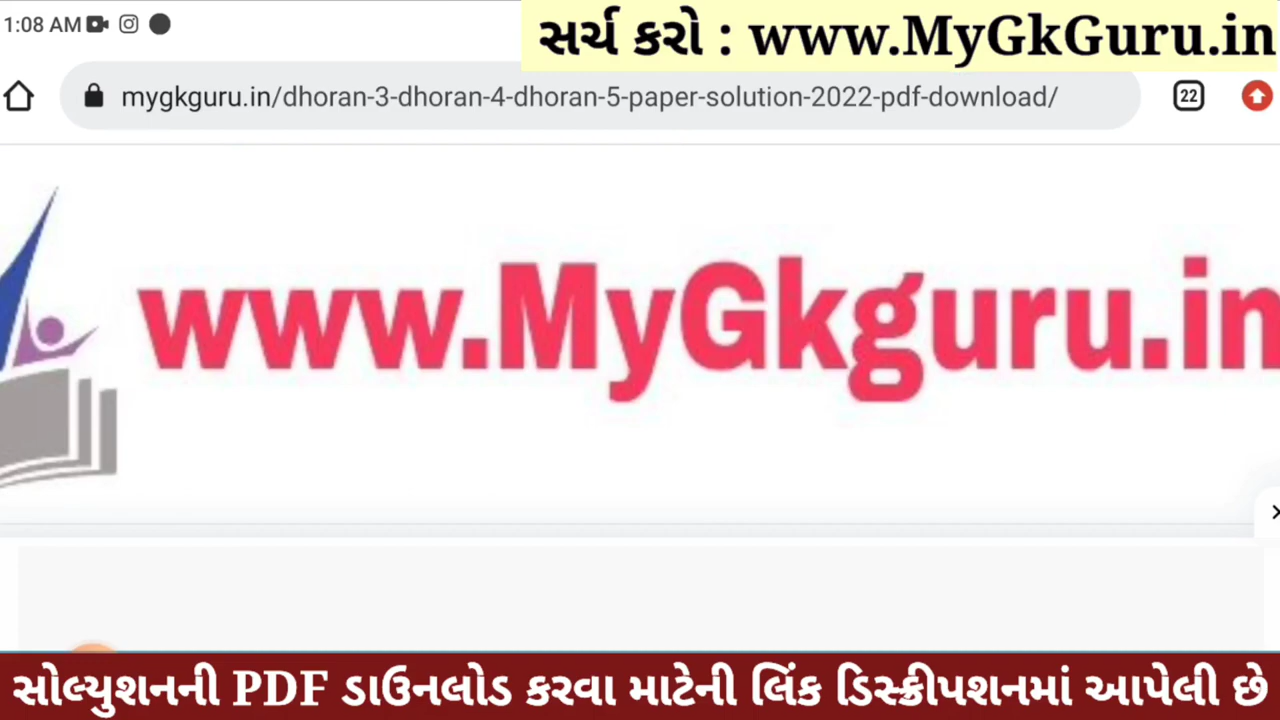 1:08 AM
સર્ચ કરો : www.MyGkGuru.in
mygkguru.in/dhoran-3-dhoran-4-dhoran-5-paper-solution-2022-pdf-download/
22
www.MyGkguru.in
સોલ્યુશનની PDF ડાઉનલોડ કરવા માટેની લિંક ડિસ્ક્રીપશનમાં આપેલી છે